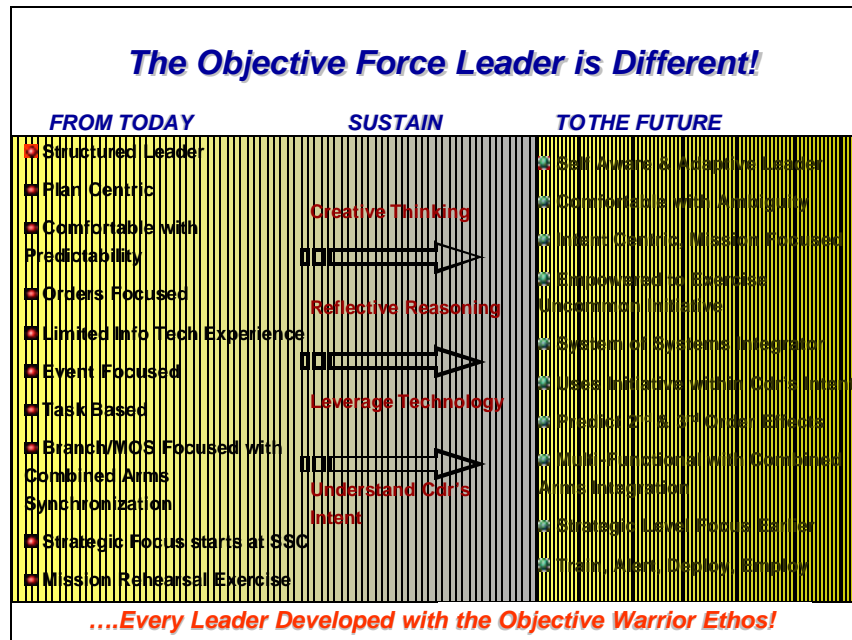 The Objective Force Leader is Different!
FROM TODAY
SUSTAIN
TO THE FUTURE
Structured Leader
Plan Centric
Comfortable with
Predictability
Orders Focused
Limited Info Tech Experience
Event Focused
Task Based
Branch/MOS Focused with
Combined Arms
Synchronization
Strategic Focus starts at SSC
Mission Rehearsal Exercise
Creative Thinking
Reflective Reasoning
Leverage Technology
Understand Cdr's
Intent
Self Aware & Adaptive Leader
Comfortable with Ambiguity
Intent Centric, Mission Focused
Empowered to Exercise
Uncommon Initiative
System of Systems Integrator
Uses Initiative within Cdr's Intent
Predict 2nd & 3rd Order Effects
Multi-Functional with Combined
Arms Integration
Strategic Level Focus Earlier
Train, Alert, Deploy, Employ
….Every Leader Developed with the Objective Warrior Ethos!